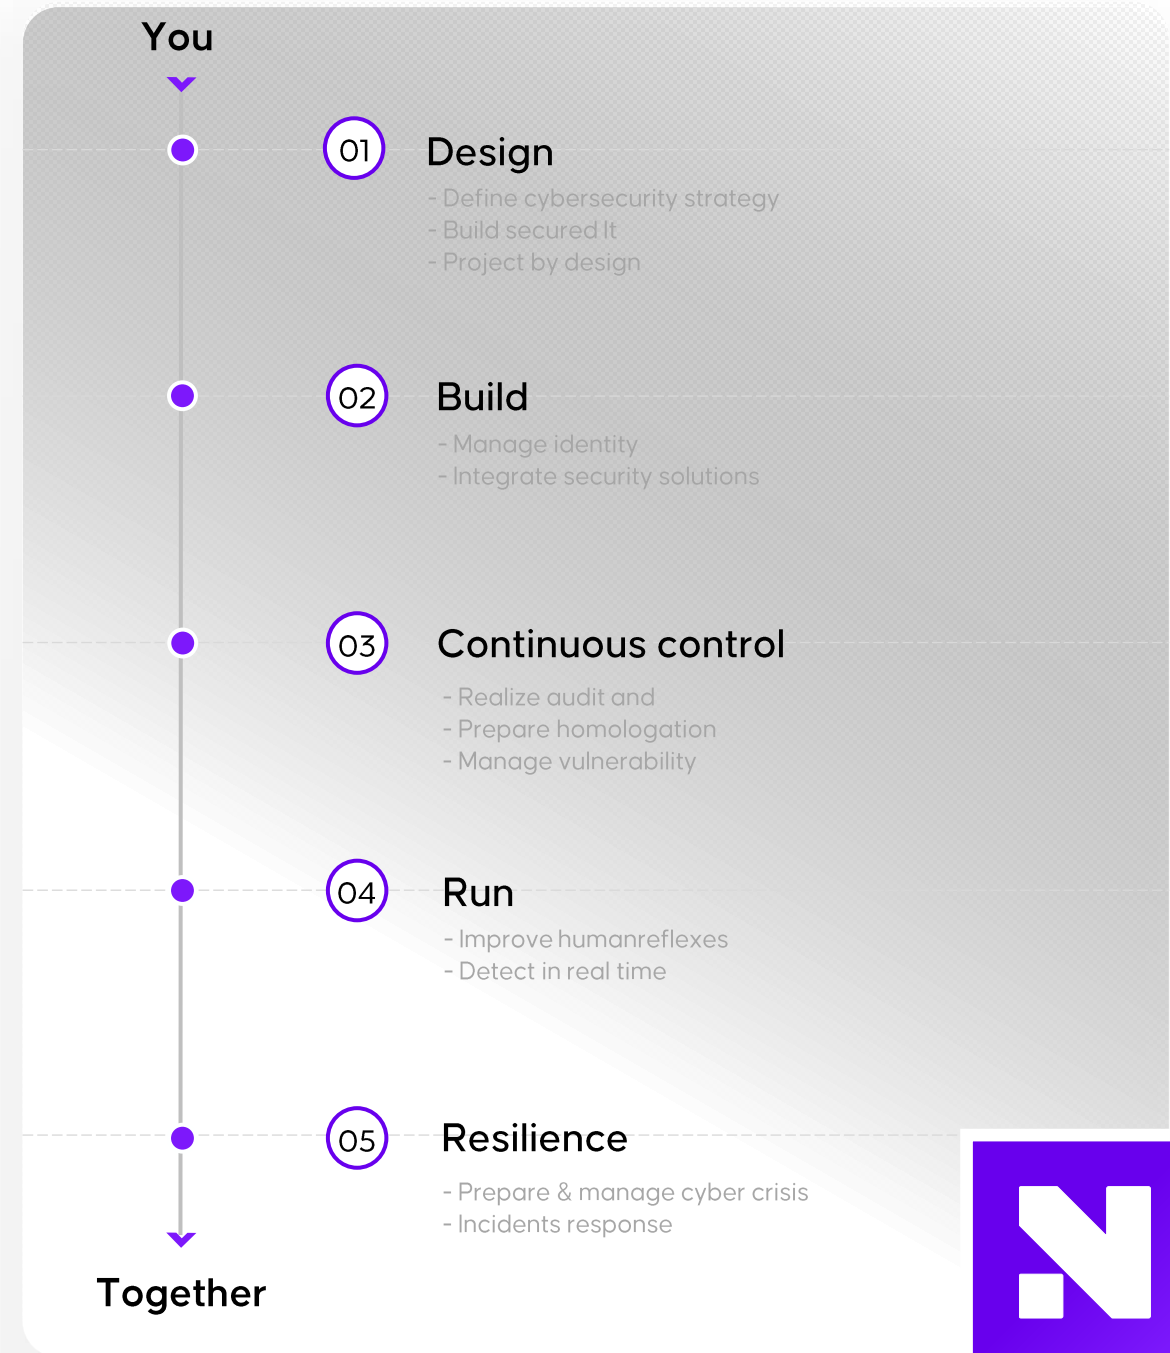 You
01
Design
- Define cybersecurity strategy
- Build secured It
- Project by design
02
Build
- Manage identity
- Integrate security solutions
03
Continuous control
- Realize audit and
- Prepare homologation
- Manage vulnerability
04
Run
- Improve humanreflexes
- Detect in real time
05
Resilience
- Prepare & manage cyber crisis
- Incidents response
Together
N